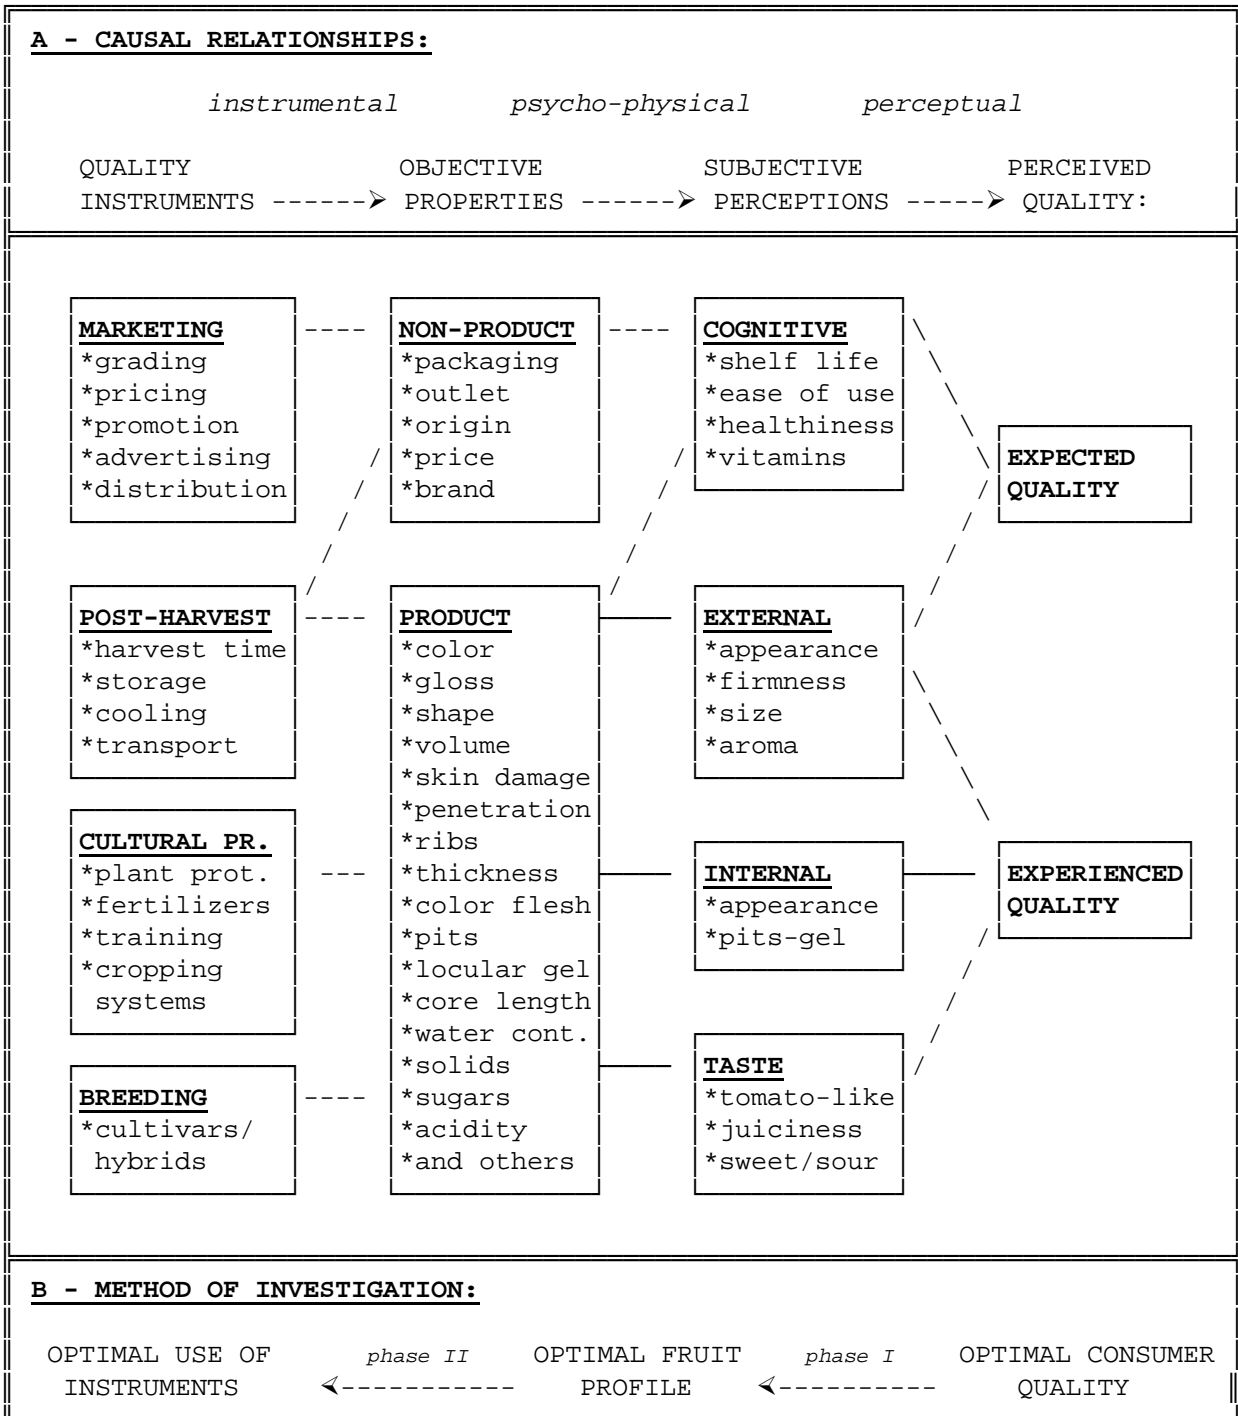 A - CAUSAL RELATIONSHIPS:
instrumental psycho-physical perceptual
QUALITY OBJECTIVE SUBJECTIVE PERCEIVED
INSTRUMENTS ------➢ PROPERTIES ------➢ PERCEPTIONS -----➢ QUALITY:
MARKETING
*grading
*pricing
*promotion
*advertising
*distribution
NON-PRODUCT
*packaging
*outlet
*origin
*price
*brand
COGNITIVE
*shelf life
*ease of use
*healthiness
*vitamins
EXPECTED
QUALITY
POST-HARVEST
*harvest time
*storage
*cooling
*transport
CULTURAL PR.
*plant prot.
*fertilizers
*training
*cropping
systems
BREEDING
*cultivars/
hybrids
PRODUCT
*color
*gloss
*shape
*volume
*skin damage
*penetration
*ribs
*thickness
*color flesh
*pits
*locular gel
*core length
*water cont.
*solids
*sugars
*acidity
*and others
EXTERNAL
*appearance
*firmness
*size
*aroma
INTERNAL
*appearance
*pits-gel
TASTE
*tomato-like
*juiciness
*sweet/sour
EXPERIENCED
QUALITY
B - METHOD OF INVESTIGATION:
OPTIMAL USE OF phase II OPTIMAL FRUIT phase I OPTIMAL CONSUMER
INSTRUMENTS ⮘----------- PROFILE ⮘---------- QUALITY